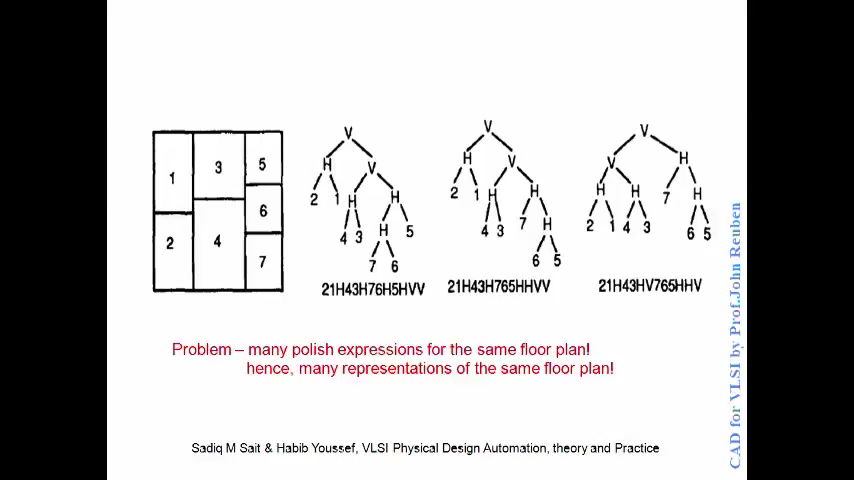 1
3
5
2
4
6
7
V
H
V
2
1
H
H
4
3
H
5
7
6
21H43H76H5HVV
V
H
V
2
1
H
H
4
3
7
H
6
5
21H43H765HHVV
V
V
H
H
H
7
H
2
1
4
3
6
5
21H43HV765HHV
Problem – many polish expressions for the same floor plan!
hence, many representations of the same floor plan!
Sadiq M Sait & Habib Youssef, VLSI Physical Design Automation, theory and Practice
CAD for VLSI by Prof.John Reuben